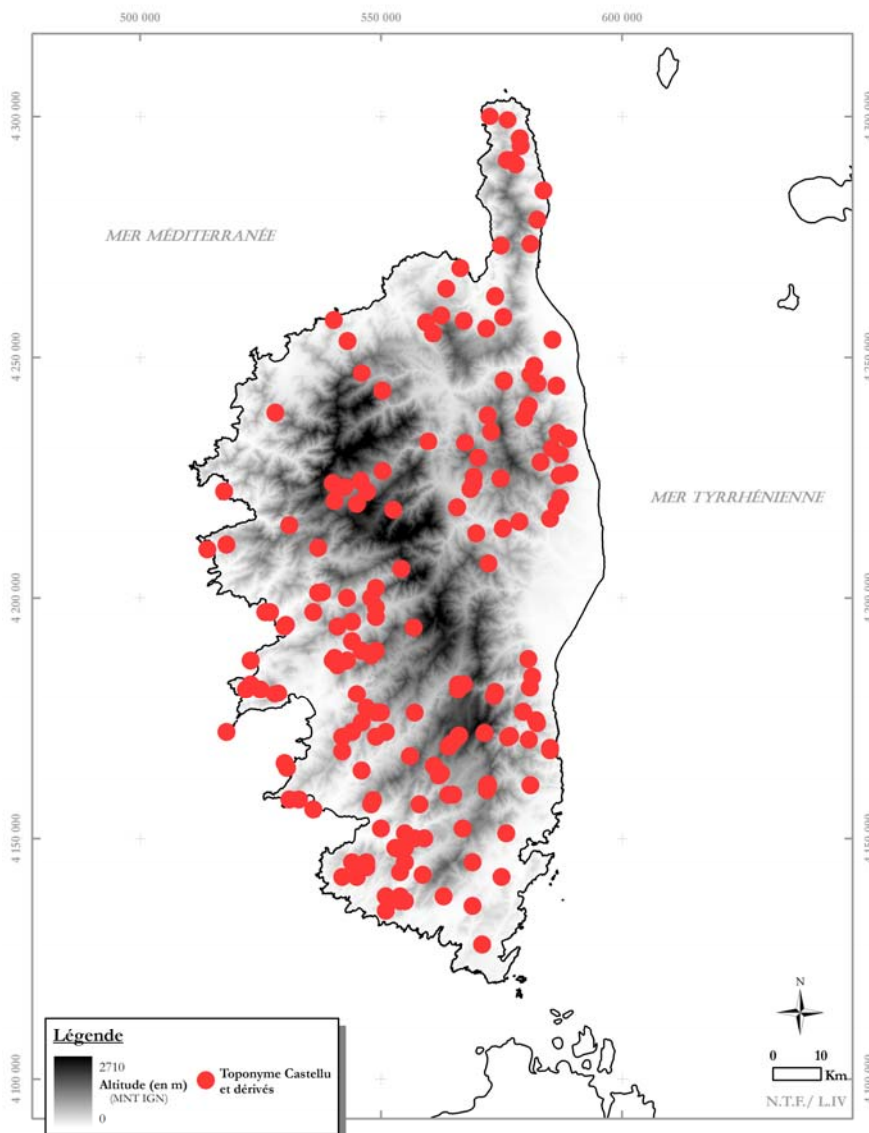 500 000 550 000 600 000
4 300 000 4 300 000
MER MÉDITERRANÉE
4 250 000 4 250 000
MER TYRRHÉNIENNE
4 200 000 4 200 000
4 150 000 4 150 000
N
Légende
2710
Altitude (en m)
(MNT IGN)
0
Toponyme Castellu
et dérivés
0 10
Km
4 100 000 4 100 000
N.T.F./ L.IV